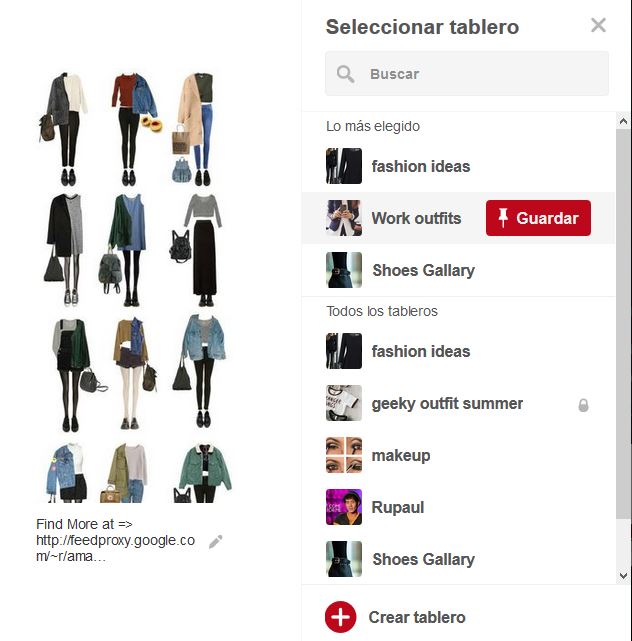 Seleccionar tablero
Buscar
Lo más elegido
fashion ideas
Work outfits
Guardar
Shoes Gallary
Todos los tableros
fashion ideas
geeky outfit summer
makeup
Rupaul
Shoes Gallary
Crear tablero
Find More at =>
http://feedproxy.google.co
m/~r/ama...